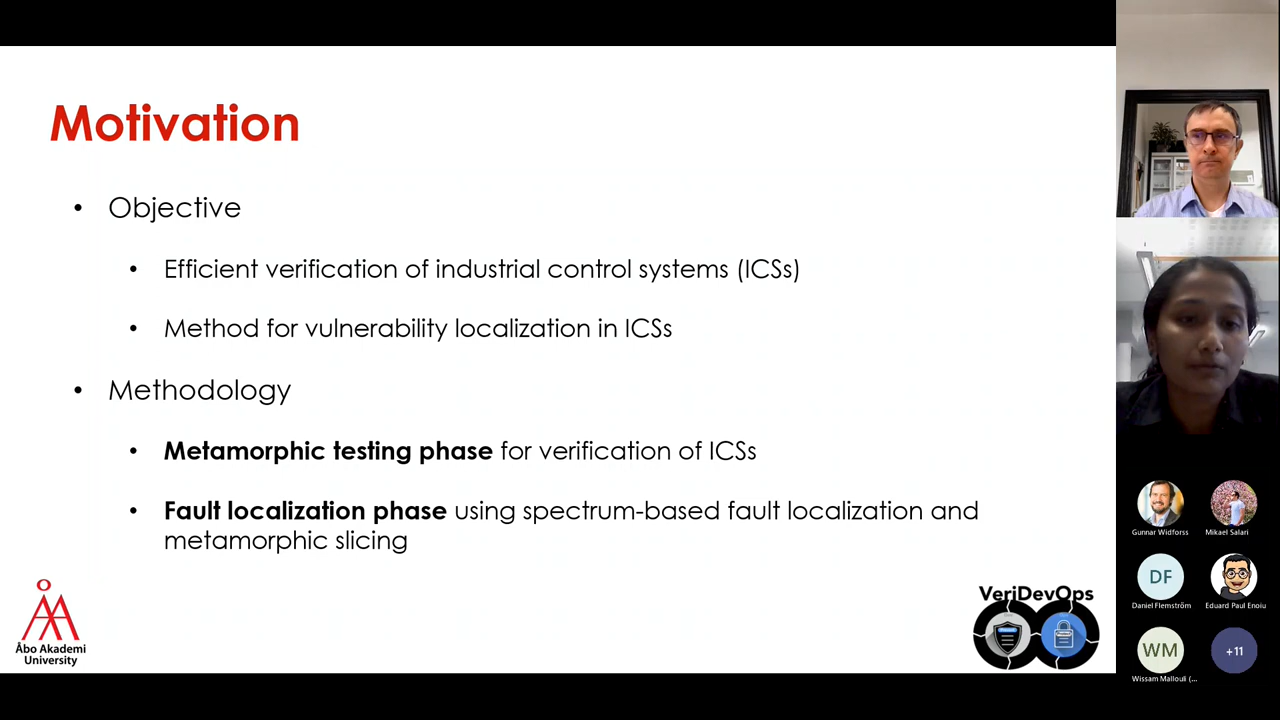 Motivation
• Objective
• Efficient verification of industrial control systems (ICSs)
• Method for vulnerability localization in ICSs
• Methodology
• Metamorphic testing phase for verification of ICSs
• Fault localization phase using spectrum-based fault localization and
metamorphic slicing
Åbo Akademi
University
VeriDevOps
Gunnar Widforss
Mikael Salari
DF
Daniel Flemström
Eduard Paul Enoiu
WM
Wissam Mallouli (...
+11